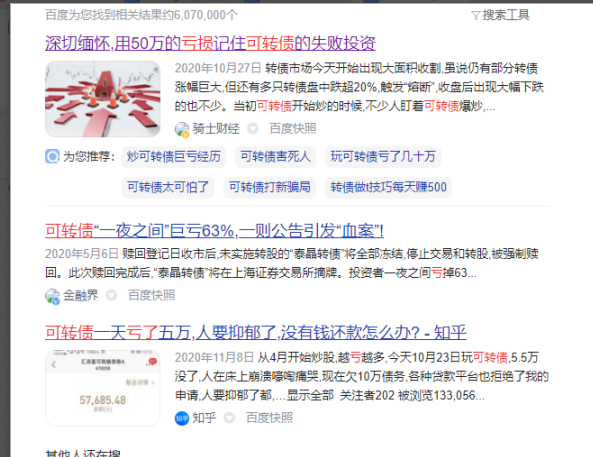 百度为您找到相关结果约6,070,000个
搜索工具
深切缅怀,用50万的亏损记住可转债的失败投资
2020年10月27日 转债市场今天开始出现大面积收割,虽说仍有部分转债
涨幅巨大,但还有多只转债盘中跌超20%,触发"熔断",收盘后出现大幅下跌
的也不少。当初可转债开始炒的时候,不少人盯着可转债爆炒,...
骑士财经 百度快照
为您推荐: 炒可转债巨亏经历 可转债害死人 玩可转债亏了几十万
可转债太可怕了 可转债打新骗局 转债做t技巧每天赚500
可转债"一夜之间"巨亏63%,一则公告引发"血案"!
2020年5月6日 赎回登记日收市后,未实施转股的"泰晶转债"将全部冻结,停止交易和转股,被强制赎
回。此次赎回完成后,"泰晶转债"将在上海证券交易所摘牌。投资者一夜之间亏掉63...
金融界 百度快照
可转债一天亏了五万,人要抑郁了,没有钱还款怎么办? - 知乎
2020年11月8日 从4月开始炒股,越亏越多,今天10月23日玩可转债,5.5万
没了,人在床上崩溃嚎啕痛哭,现在欠10万债务,各种贷款平台也拒绝了我的
申请,人要抑郁了都,...显示全部 关注者202 被浏览133,056...
基金详情
57,685.48
知乎 百度快照
其他人还在搜